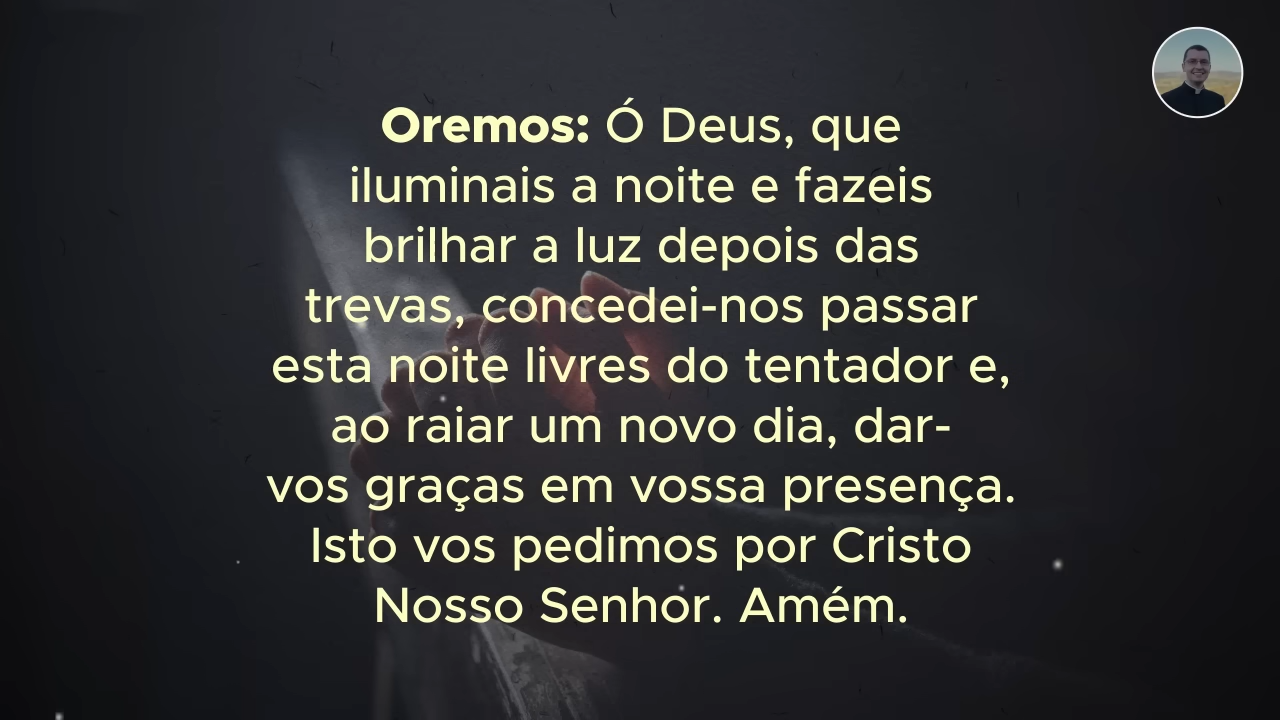 Oremos: Ó Deus, que
iluminais a noite e fazeis
brilhar a luz depois das
trevas, concedei-nos passar
esta noite livres do tentador e,
ao raiar um novo dia, dar-
vos graças em vossa presença.
Isto vos pedimos por Cristo
Nosso Senhor. Amém.